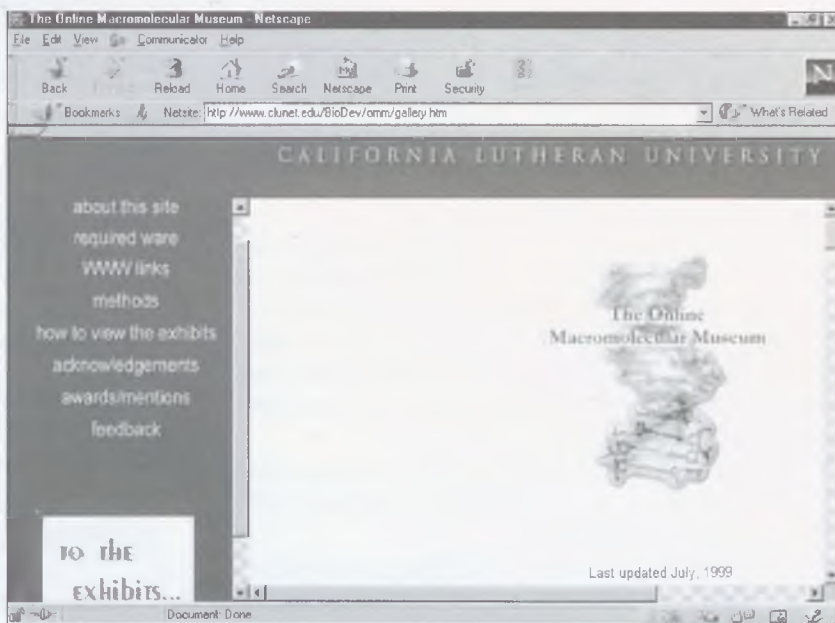 The Online Macromolecular Museum - Netscape
File Edit View Go Communicator Help
Back Reload Home Search Netscape Print Security
Bookmarks Netsite: http://www.clunet.edu/BioDev/omm/gallery.htm What's Related
CALIFORNIA LUTHERAN UNIVERSITY
about this site
required ware
WWW links
methods
how to view the exhibits
acknowledgements
awards/mentions
feedback
The Online
Macromolecular Museum
TO THE
EXHIBITS...
Last updated July, 1999
Document: Done